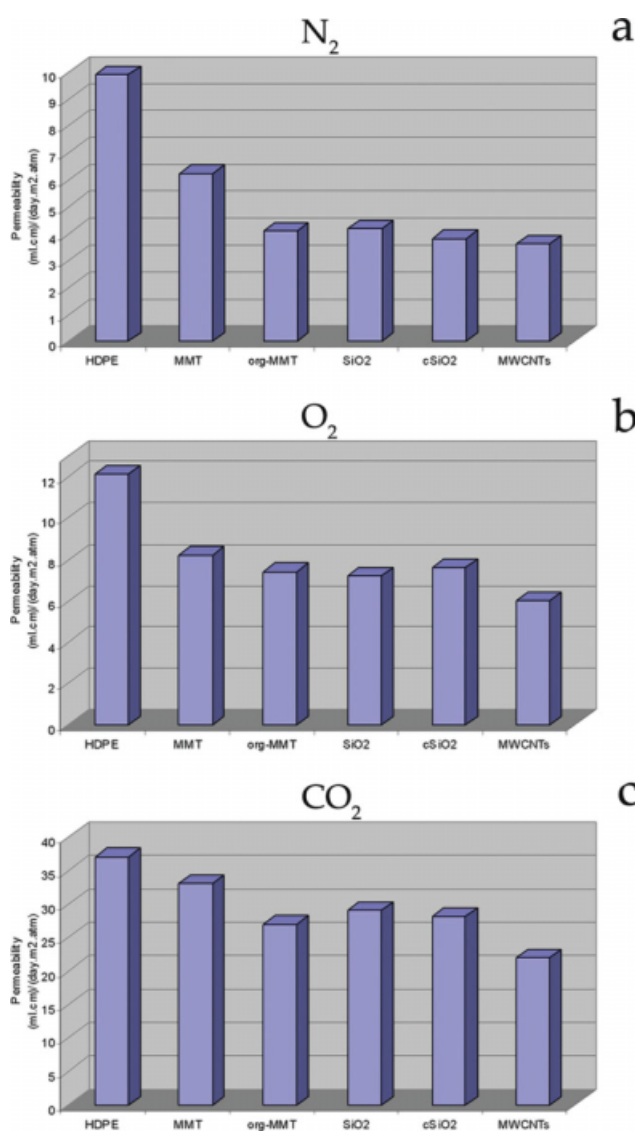 N2
a
Permeability
(ml.cm)/(day.m2.atm)
10
9
8
7
6
5
4
3
2
1
0
HDPE MMT org-MMT SiO2 cSiO2 MWCNTs
O2
b
Permeability
(ml.cm)/(day.m2.atm)
12
10
8
6
4
2
0
HDPE MMT org-MMT SiO2 cSiO2 MWCNTs
CO2
c
Permeability
(ml.cm)/(day.m2.atm)
40
35
30
25
20
15
10
5
0
HDPE MMT org-MMT SiO2 cSiO2 MWCNTs